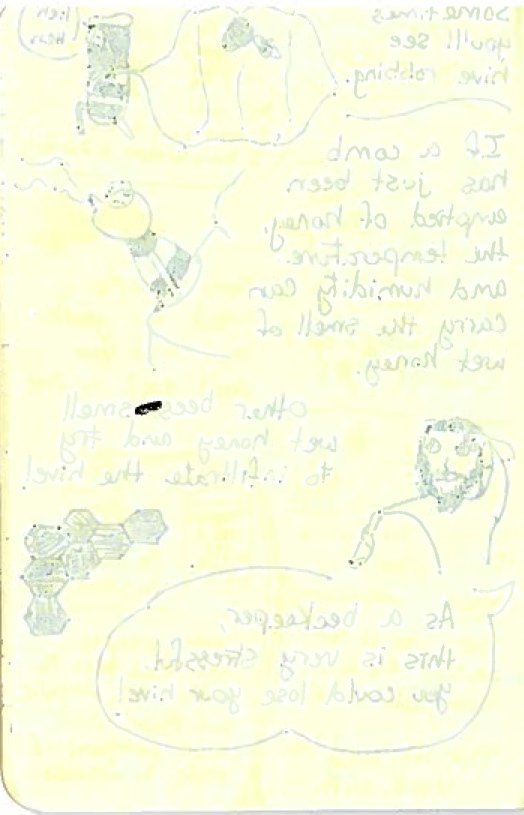 Sometimes
you'll see
hive robbing.
heh
If a comb
has just been
emptied of honey,
the temperature
and humidity can
carry the smell of
wet honey.
Other bees smell
wet honey and try
to infiltrate the hive!
As a beekeeper,
this is very stressful.
You could lose your hive!